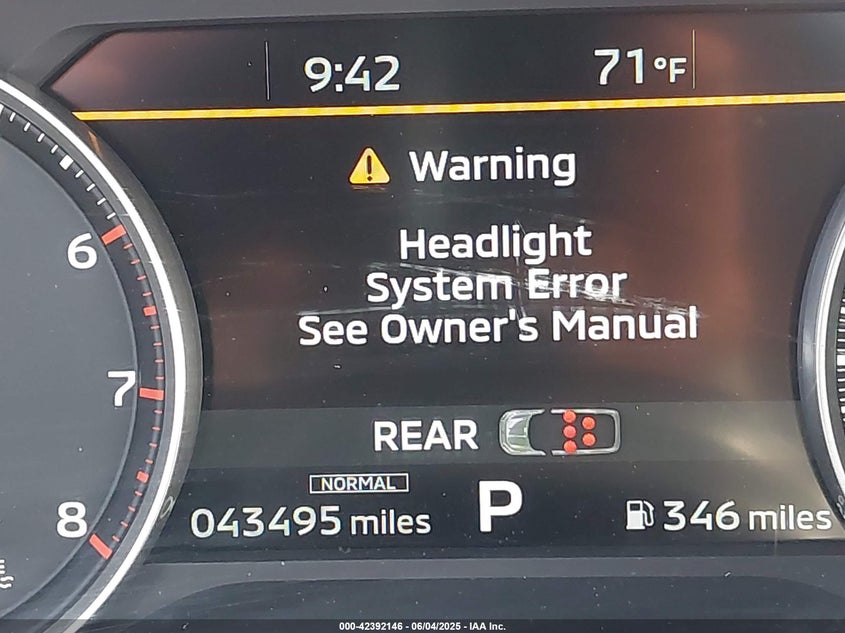 9:42 71°F
Warning
Headlight
System Error
See Owner's Manual
6
7
8
REAR
NORMAL
P
043495 miles
346 miles
000-42392146 - 06/04/2025 - IAA Inc.